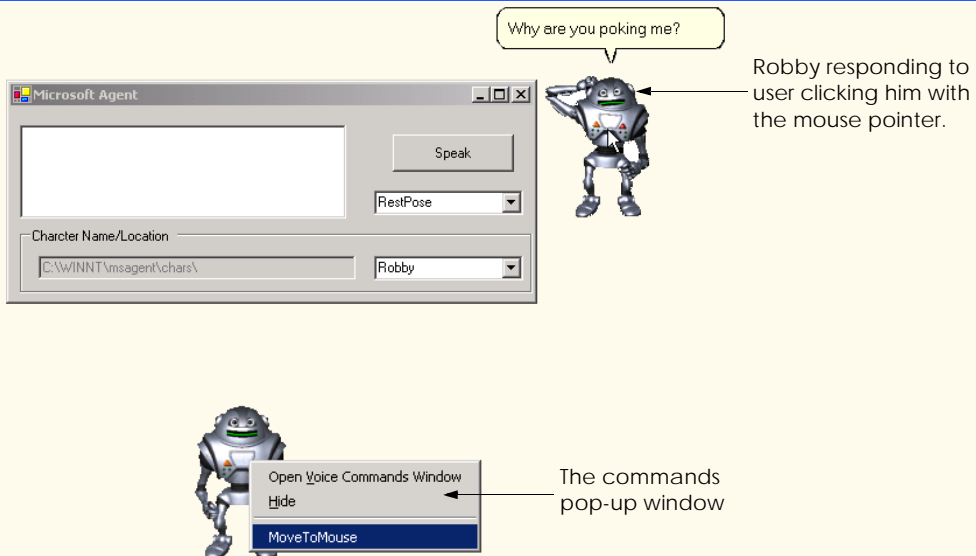 Why are you poking me?
Robby responding to
user clicking him with
the mouse pointer.
Microsoft Agent
Speak
RestPose
Charcter Name/Location
C:\WINNT\msagent\chars\
Robby
Open Voice Commands Window
Hide
MoveToMouse
The commands
pop-up window